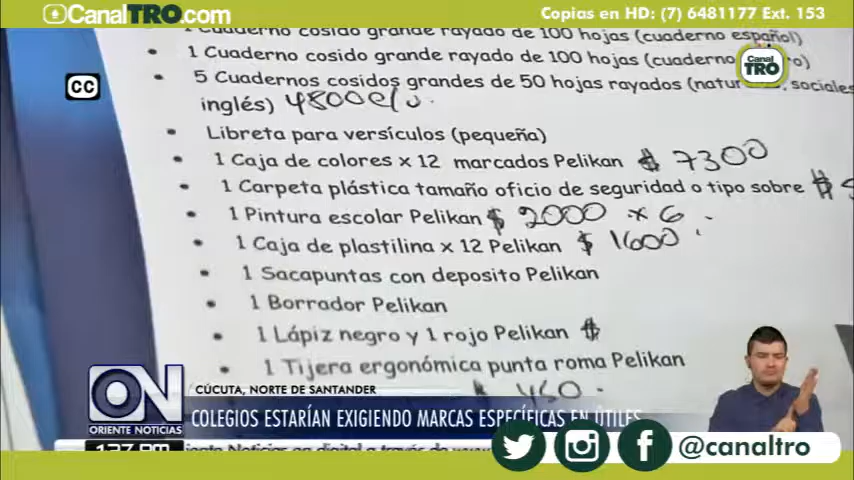 CanalTRO.com
Copias en HD: (7) 6481177 Ext. 153
1 Cuaderno cosido grande rayado de 100 hojas (cuaderno español)
1 Cuaderno cosido grande rayado de 100 hojas (cuaderno
Canal TRO
CC
5 Cuadernos cosidos grandes de 50 hojas rayados (natur , sociales
inglés) 4800 c/u.
Libreta para versículos (pequeña)
1 Caja de colores x 12 marcados Pelikan $ 7300
1 Carpeta plástica tamaño oficio de seguridad o tipo sobre $
1 Pintura escolar Pelikan $ 2000 x 6
1 Caja de plastilina x 12 Pelikan $ 1600
1 Sacapuntas con deposito Pelikan
1 Borrador Pelikan
1 Lápiz negro y 1 rojo Pelikan $
1 Tijera ergonómica punta roma Pelikan
ON
ORIENTE NOTICIAS
CÚCUTA, NORTE DE SANTANDER
COLEGIOS ESTARÍAN EXIGIENDO MARCAS ESPECÍFICAS EN ÚTILES
@canaltro